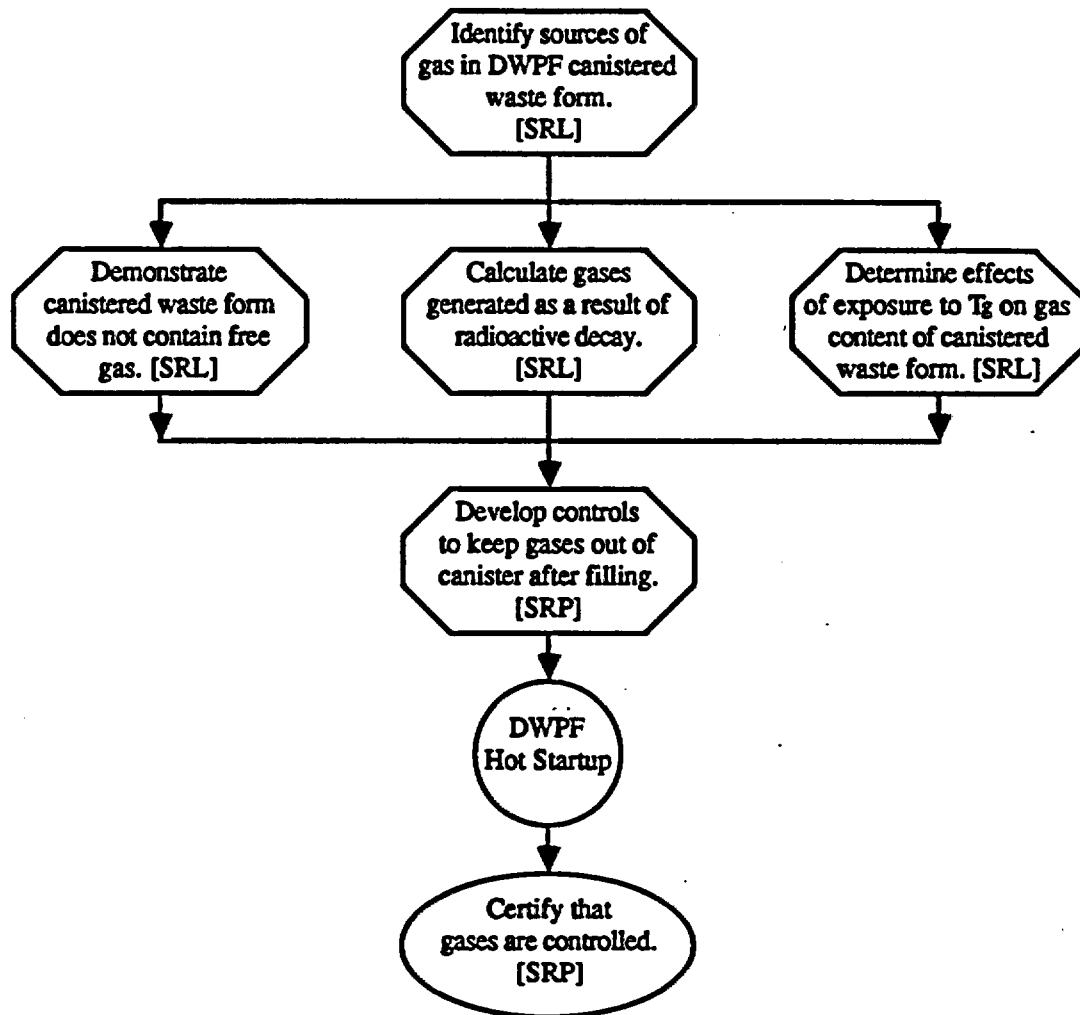 Identify sources of
gas in DWPF canistered
waste form.
[SRL]
Demonstrate
canistered waste form
does not contain free
gas. [SRL]
Calculate gases
generated as a result of
radioactive decay.
[SRL]
Determine effects
of exposure to Tg on gas
content of canistered
waste form. [SRL]
Develop controls
to keep gases out of
canister after filling.
[SRP]
DWPF
Hot Startup
Certify that
gases are controlled.
[SRP]